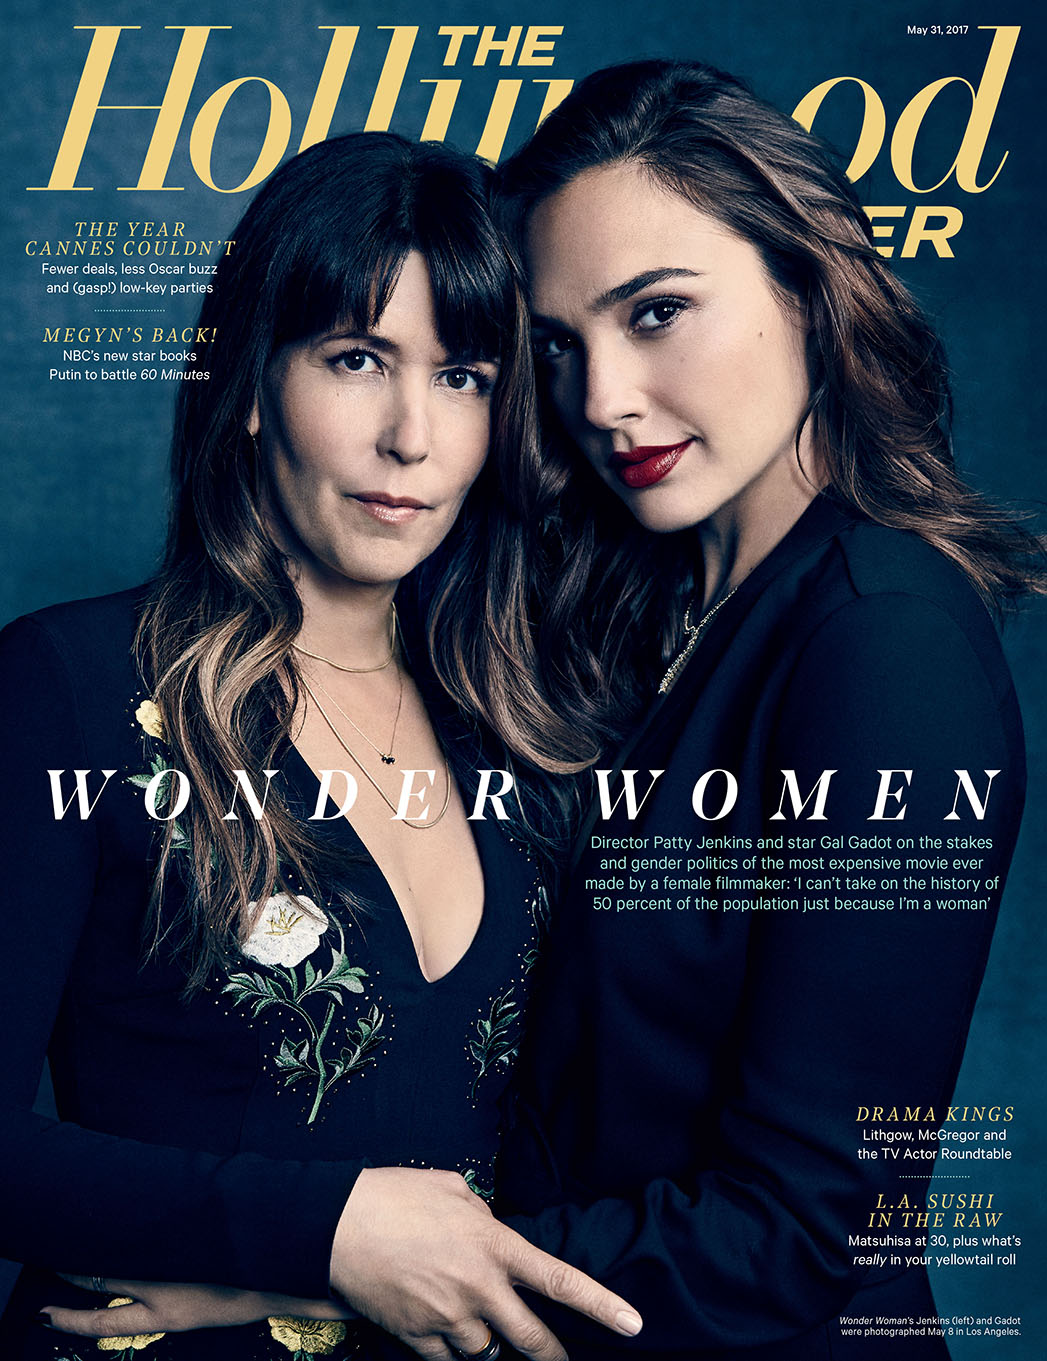 THE
Hollywood
ER
May 31, 2017
THE YEAR
CANNES COULDN'T
Fewer deals, less Oscar buzz
and (gasp!) low-key parties
MEGYN'S BACK!
NBC's new star books
Putin to battle 60 Minutes
WONDER WOMEN
Director Patty Jenkins and star Gal Gadot on the stakes
and gender politics of the most expensive movie ever
made by a female filmmaker: ‘I can't take on the history of
50 percent of the population just because I'm a woman’
DRAMA KINGS
Lithgow, McGregor and
the TV Actor Roundtable
L.A. SUSHI
IN THE RAW
Matsuhisa at 30, plus what's
really in your yellowtail roll
Wonder Woman's Jenkins (left) and Gadot
were photographed May 8 in Los Angeles.